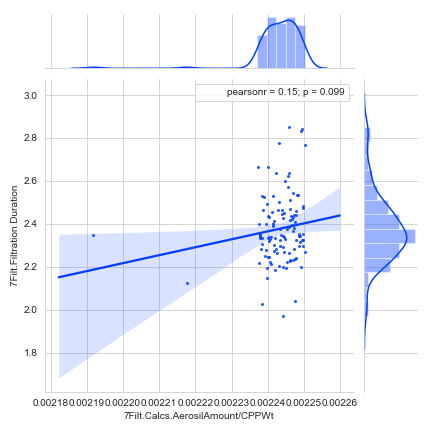 pearsonr = 0.15; p = 0.099
3.0
2.8
2.6
2.4
2.2
2.0
1.8
7Filt.Filtration Duration
0.00218 0.00219 0.00220 0.00221 0.00222 0.00223 0.00224 0.00225 0.00226
7Filt.Calcs.AerosilAmount/CPPWt